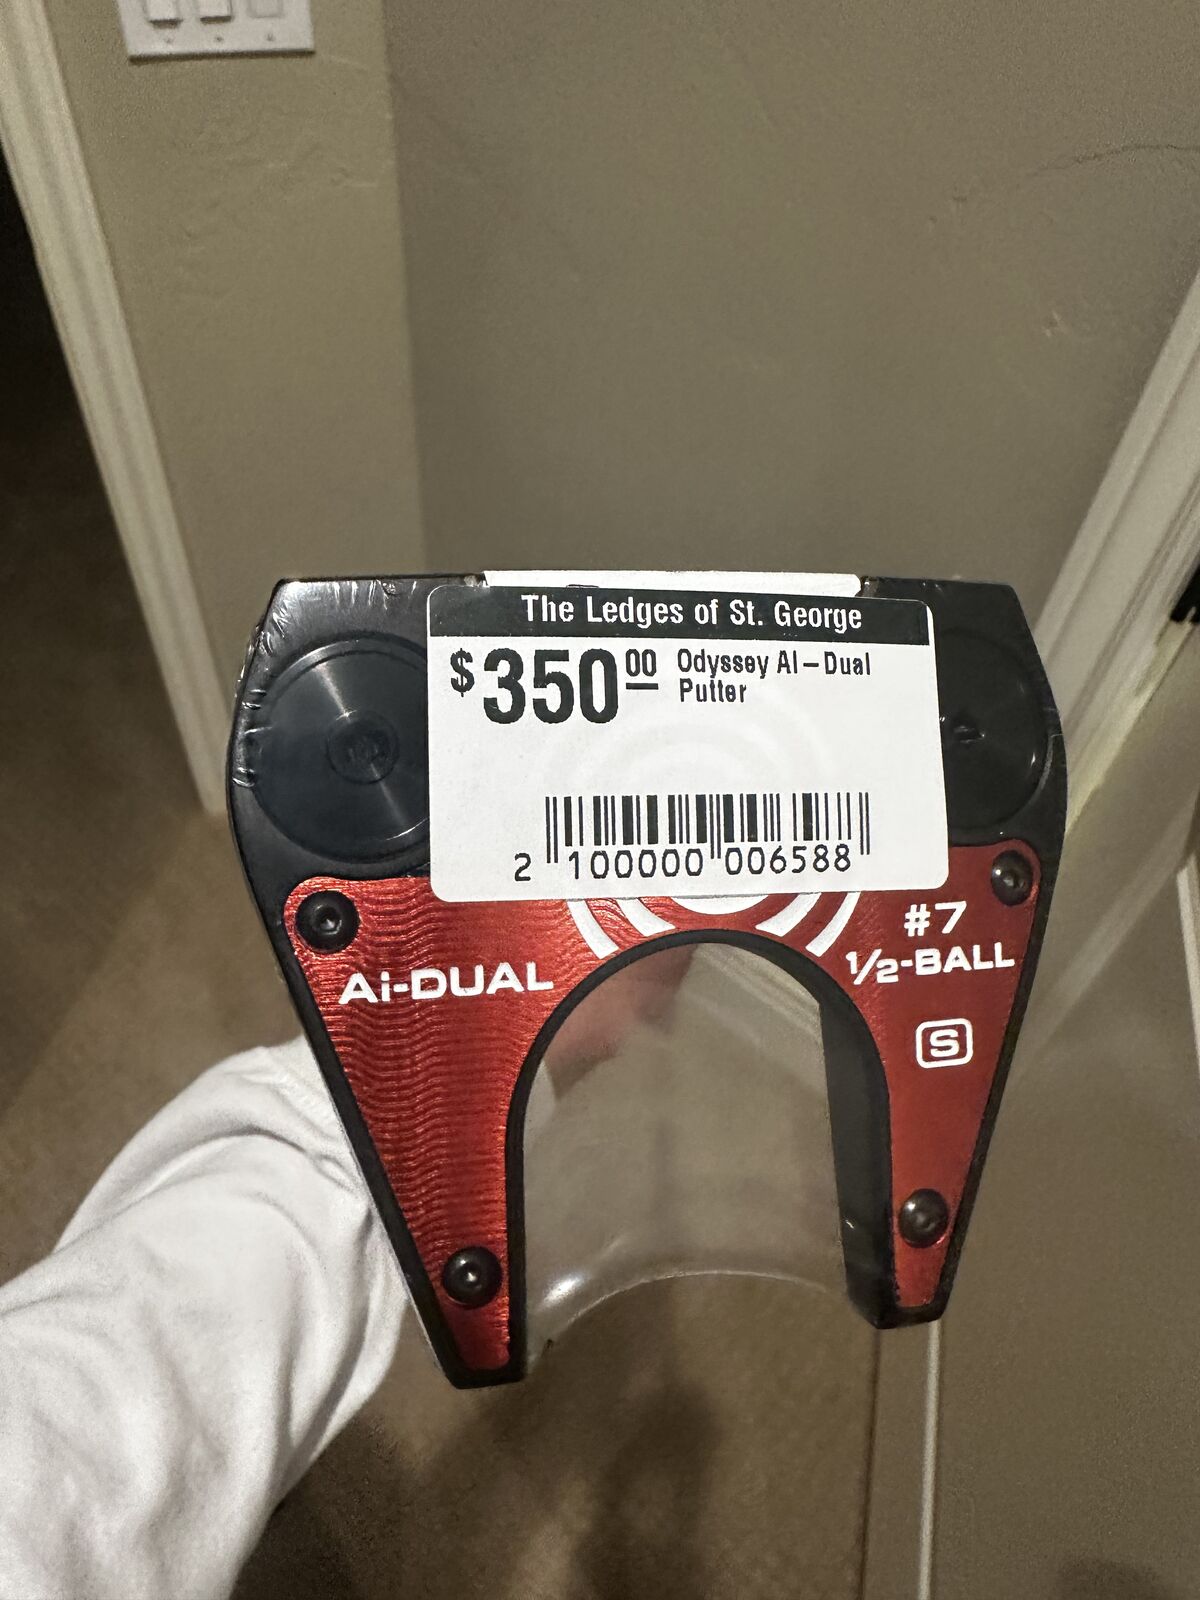 The Ledges of St. George
$350.00 Odyssey AI-Dual
Putter
2 100000 006588
Ai-DUAL
#7
1/2-BALL
S